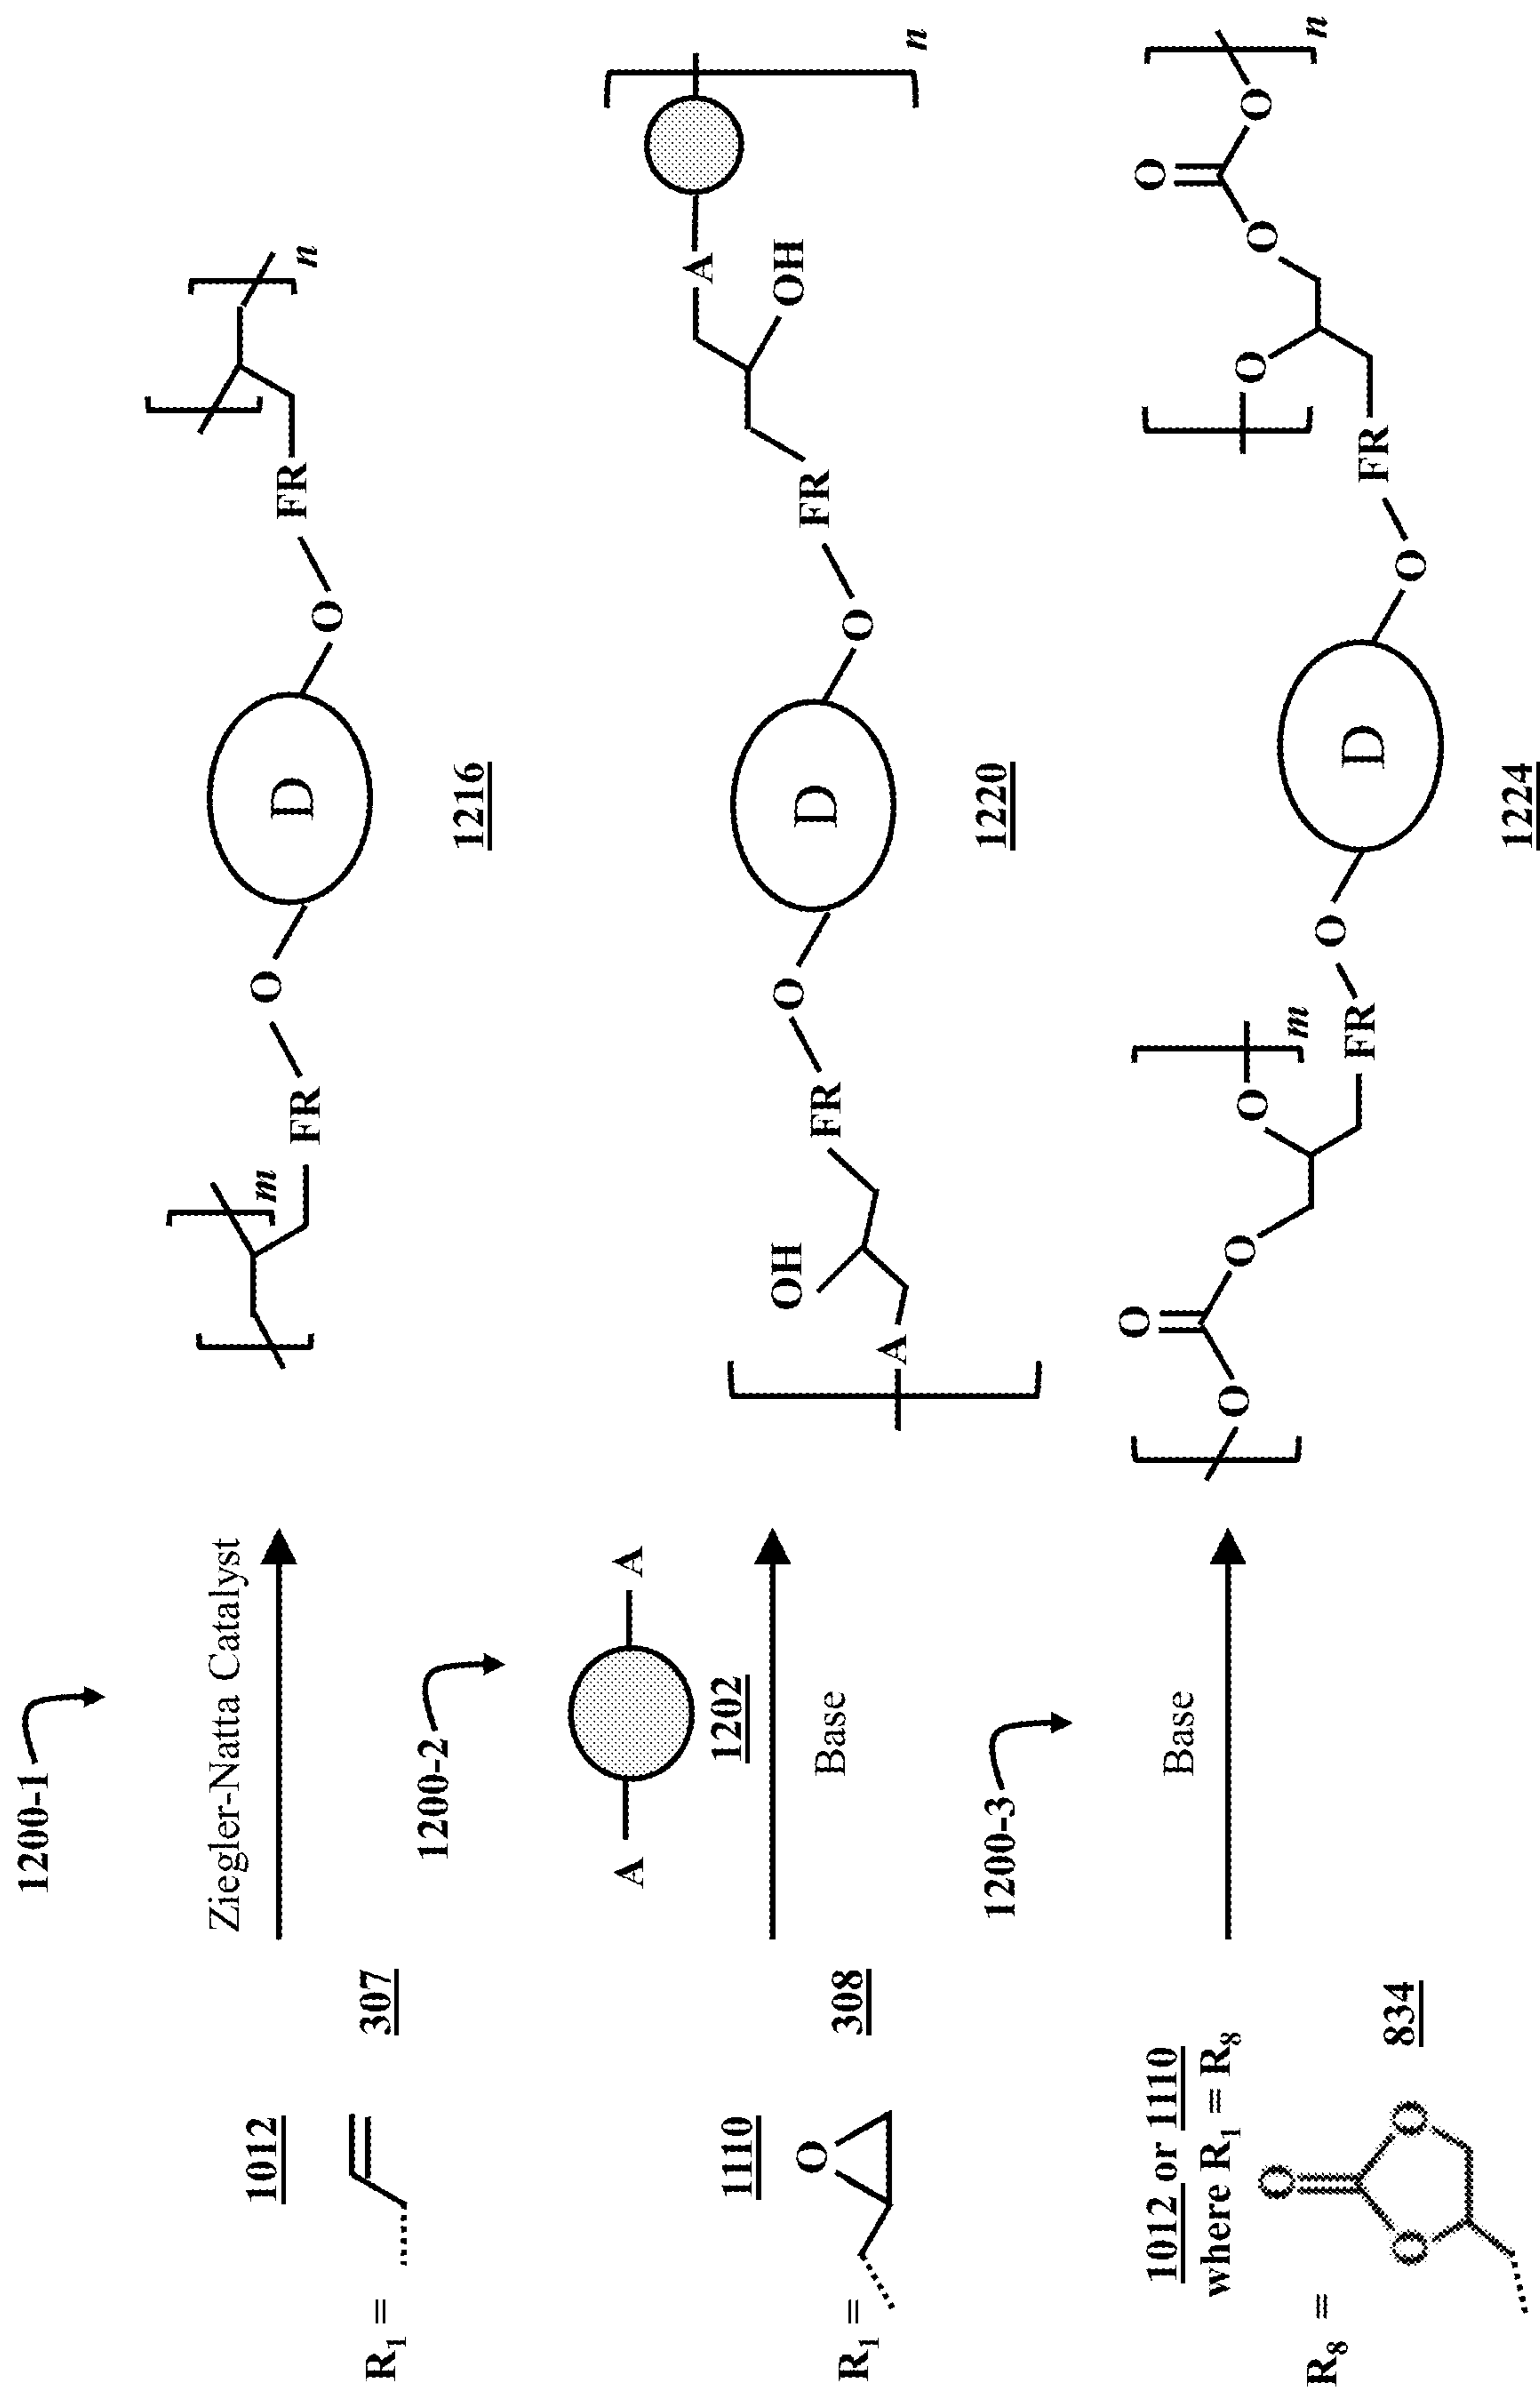 1200-1
1012
R1 =
307
Ziegler-Natta Catalyst
m
FR
O
D
O
FR
n
1216
1200-2
1110
O
R1 =
308
A
A
1202
Base
A
OH
FR
O
D
O
FR
OH
A
n
1220
1200-3
1012 or 1110
where R1 = R8
R8 =
O
O
O
834
Base
O
O
O
O
m
FR
O
D
O
FR
O
O
O
O
n
1224